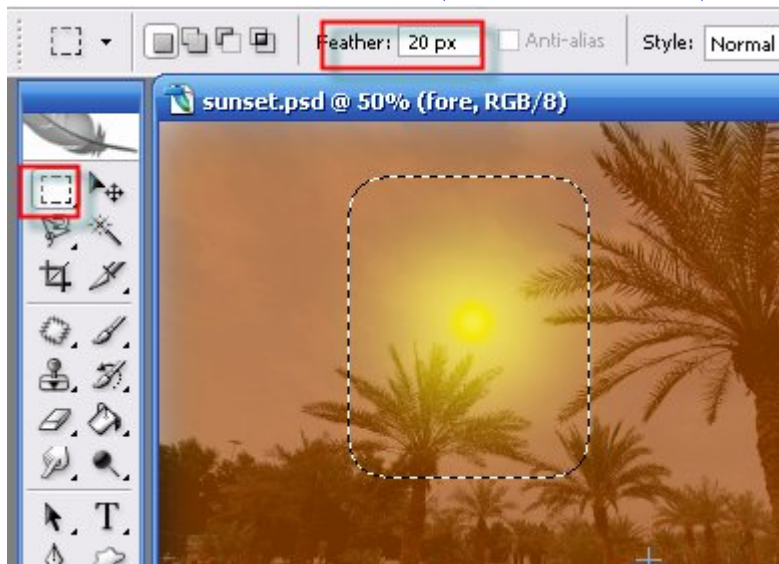 Feather: 20 px Anti-alias Style: Normal
sunset.psd @ 50% (fore, RGB/8)
T